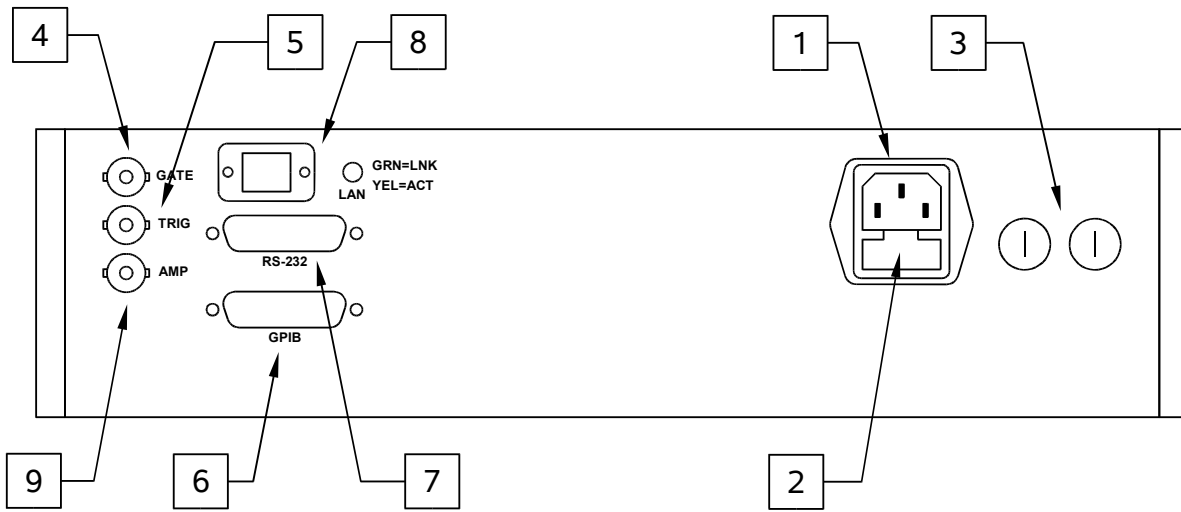 4
5
8
1
3
GATE
GRN=LNK
YEL=ACT
LAN
TRIG
RS-232
AMP
GPIB
9
6
7
2